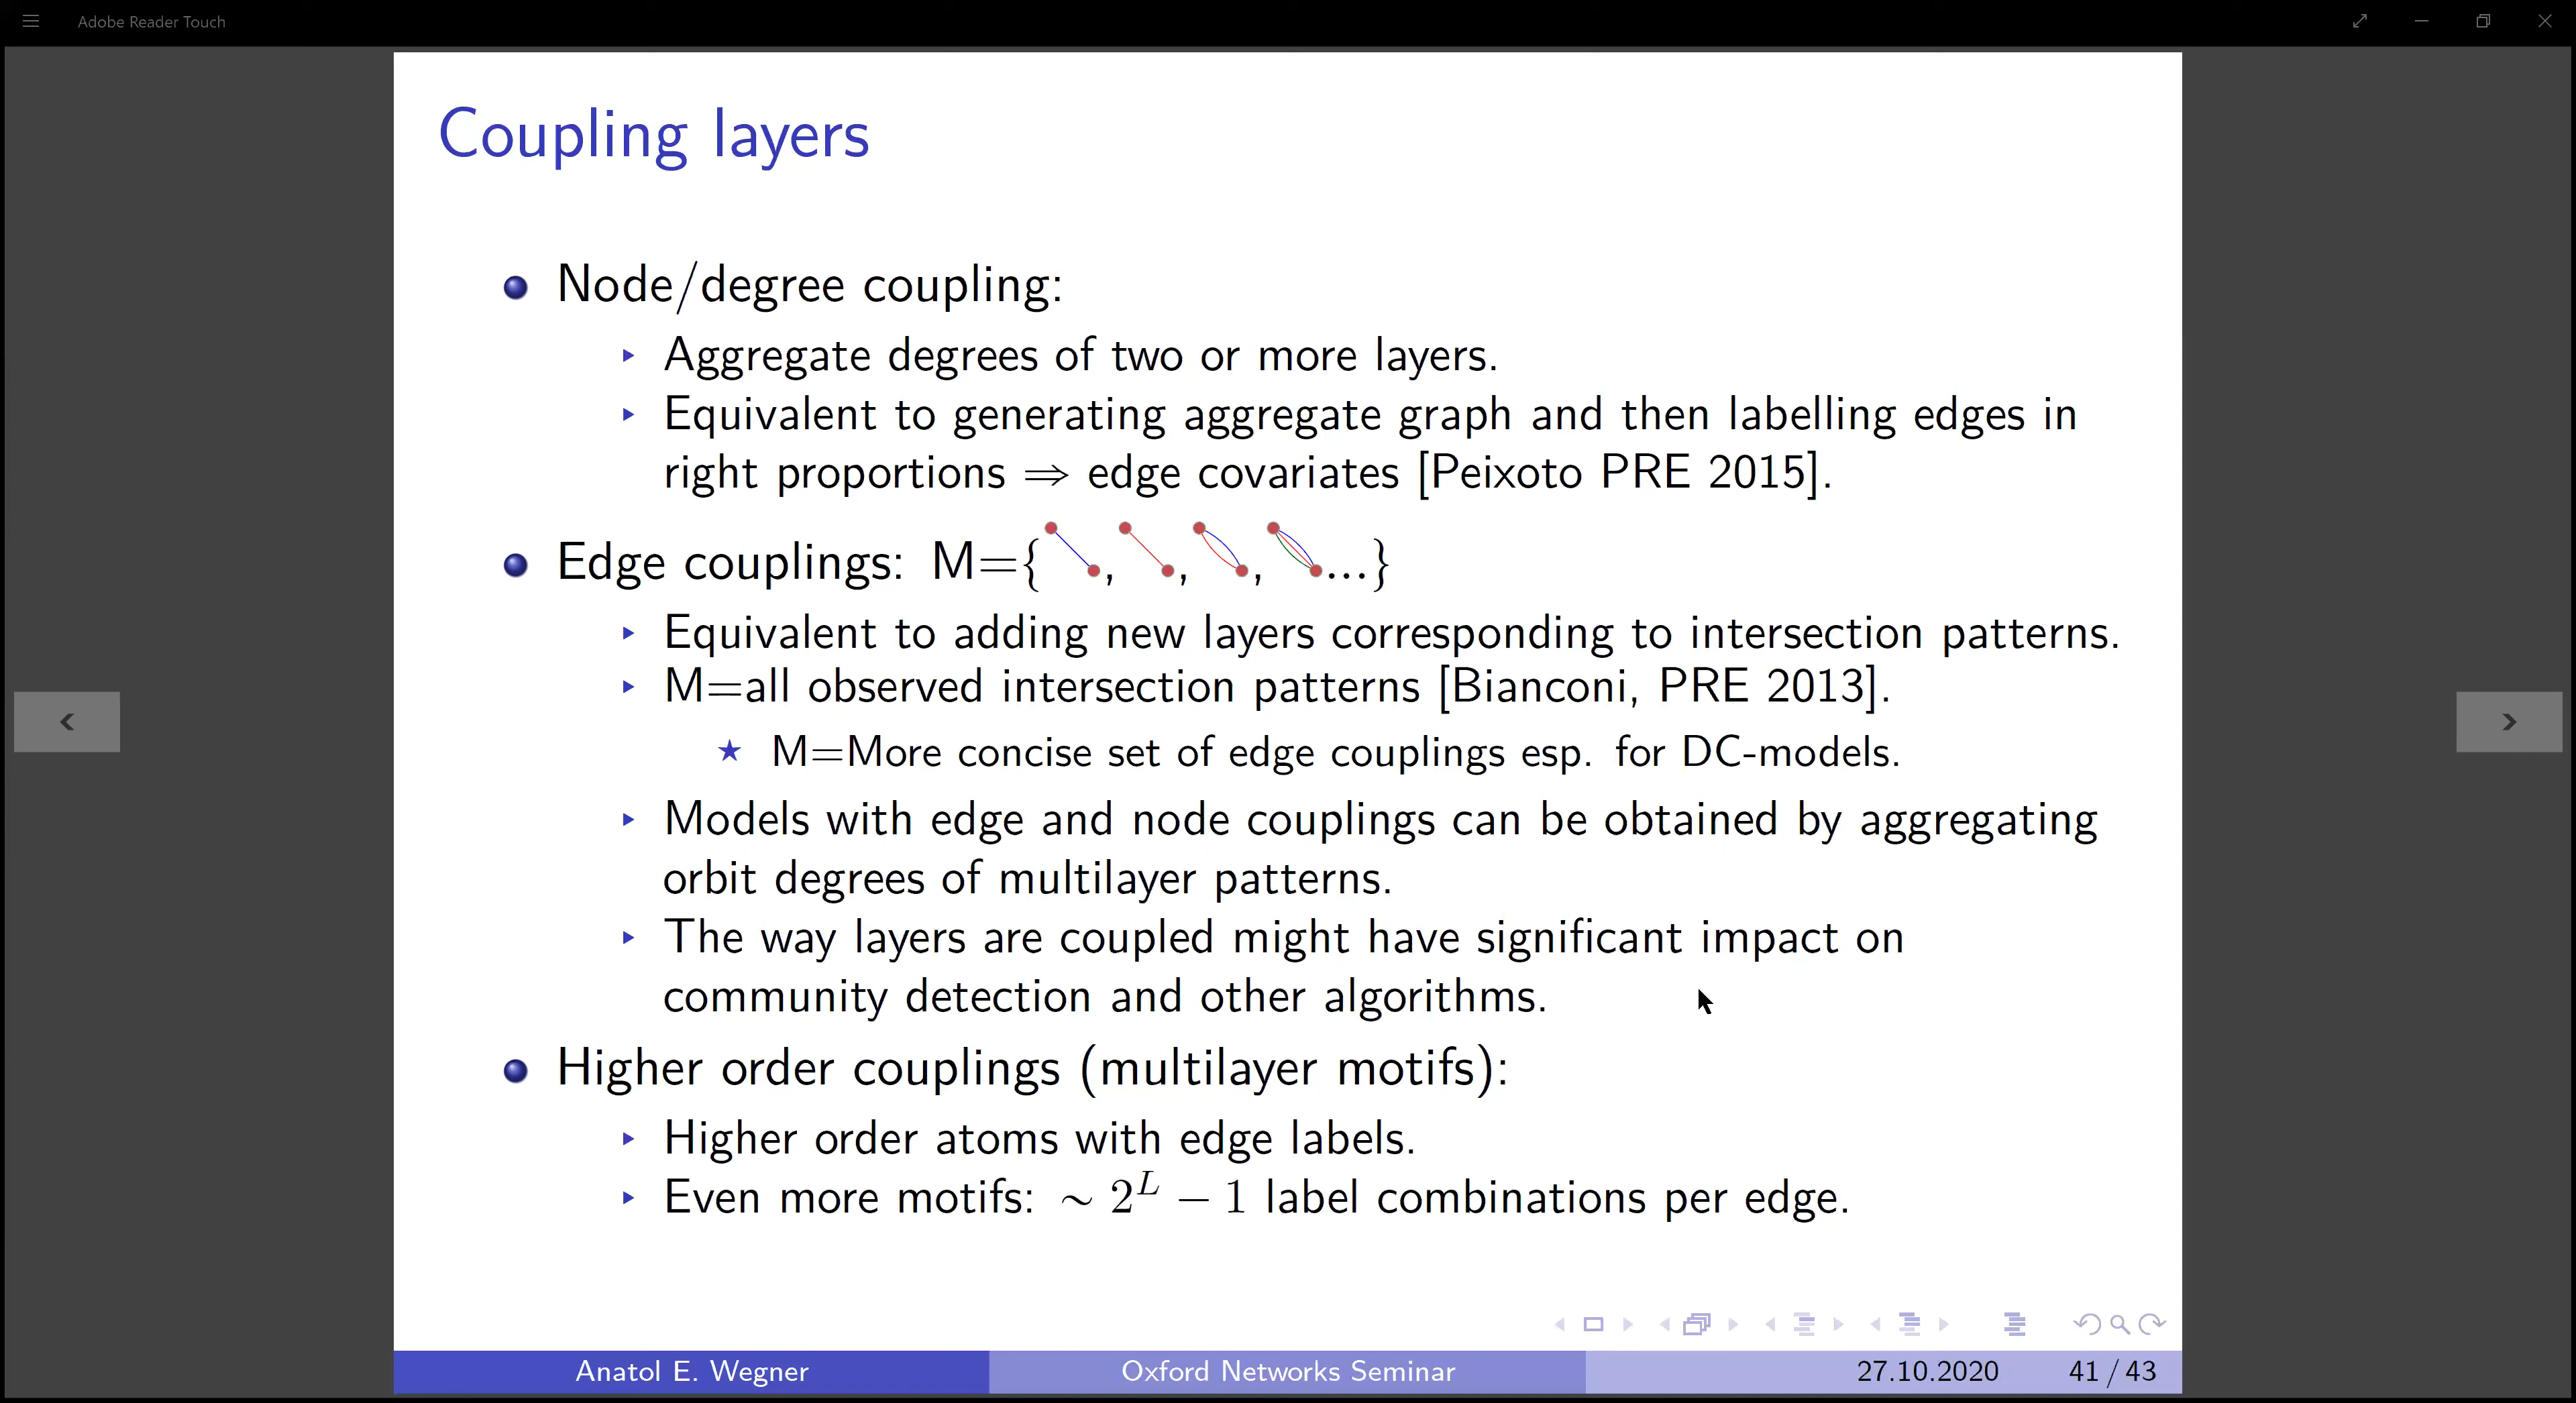 Adobe Reader Touch
Coupling layers
Node/degree coupling:
Aggregate degrees of two or more layers.
Equivalent to generating aggregate graph and then labelling edges in
right proportions ⇒ edge covariates [Peixoto PRE 2015].
Edge couplings: M={ , , , ...}
Equivalent to adding new layers corresponding to intersection patterns.
M=all observed intersection patterns [Bianconi, PRE 2013].
★ M=More concise set of edge couplings esp. for DC-models.
Models with edge and node couplings can be obtained by aggregating
orbit degrees of multilayer patterns.
The way layers are coupled might have significant impact on
community detection and other algorithms.
Higher order couplings (multilayer motifs):
Higher order atoms with edge labels.
Even more motifs: ∼ 2^L − 1 label combinations per edge.
Anatol E. Wegner Oxford Networks Seminar 27.10.2020 41 / 43